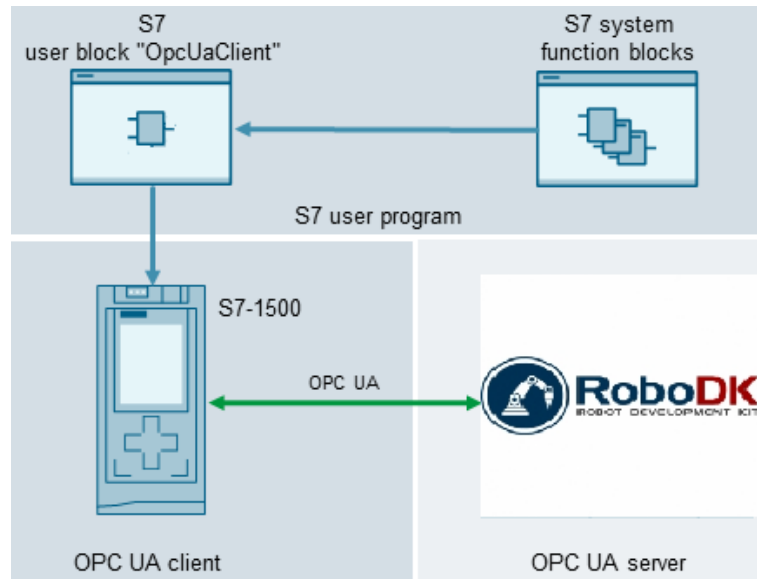 S7
user block "OpcUaClient"
S7 system
function blocks
S7 user program
S7-1500
OPC UA
RoboDK
ROBOT DEVELOPMENT KIT
OPC UA client
OPC UA server